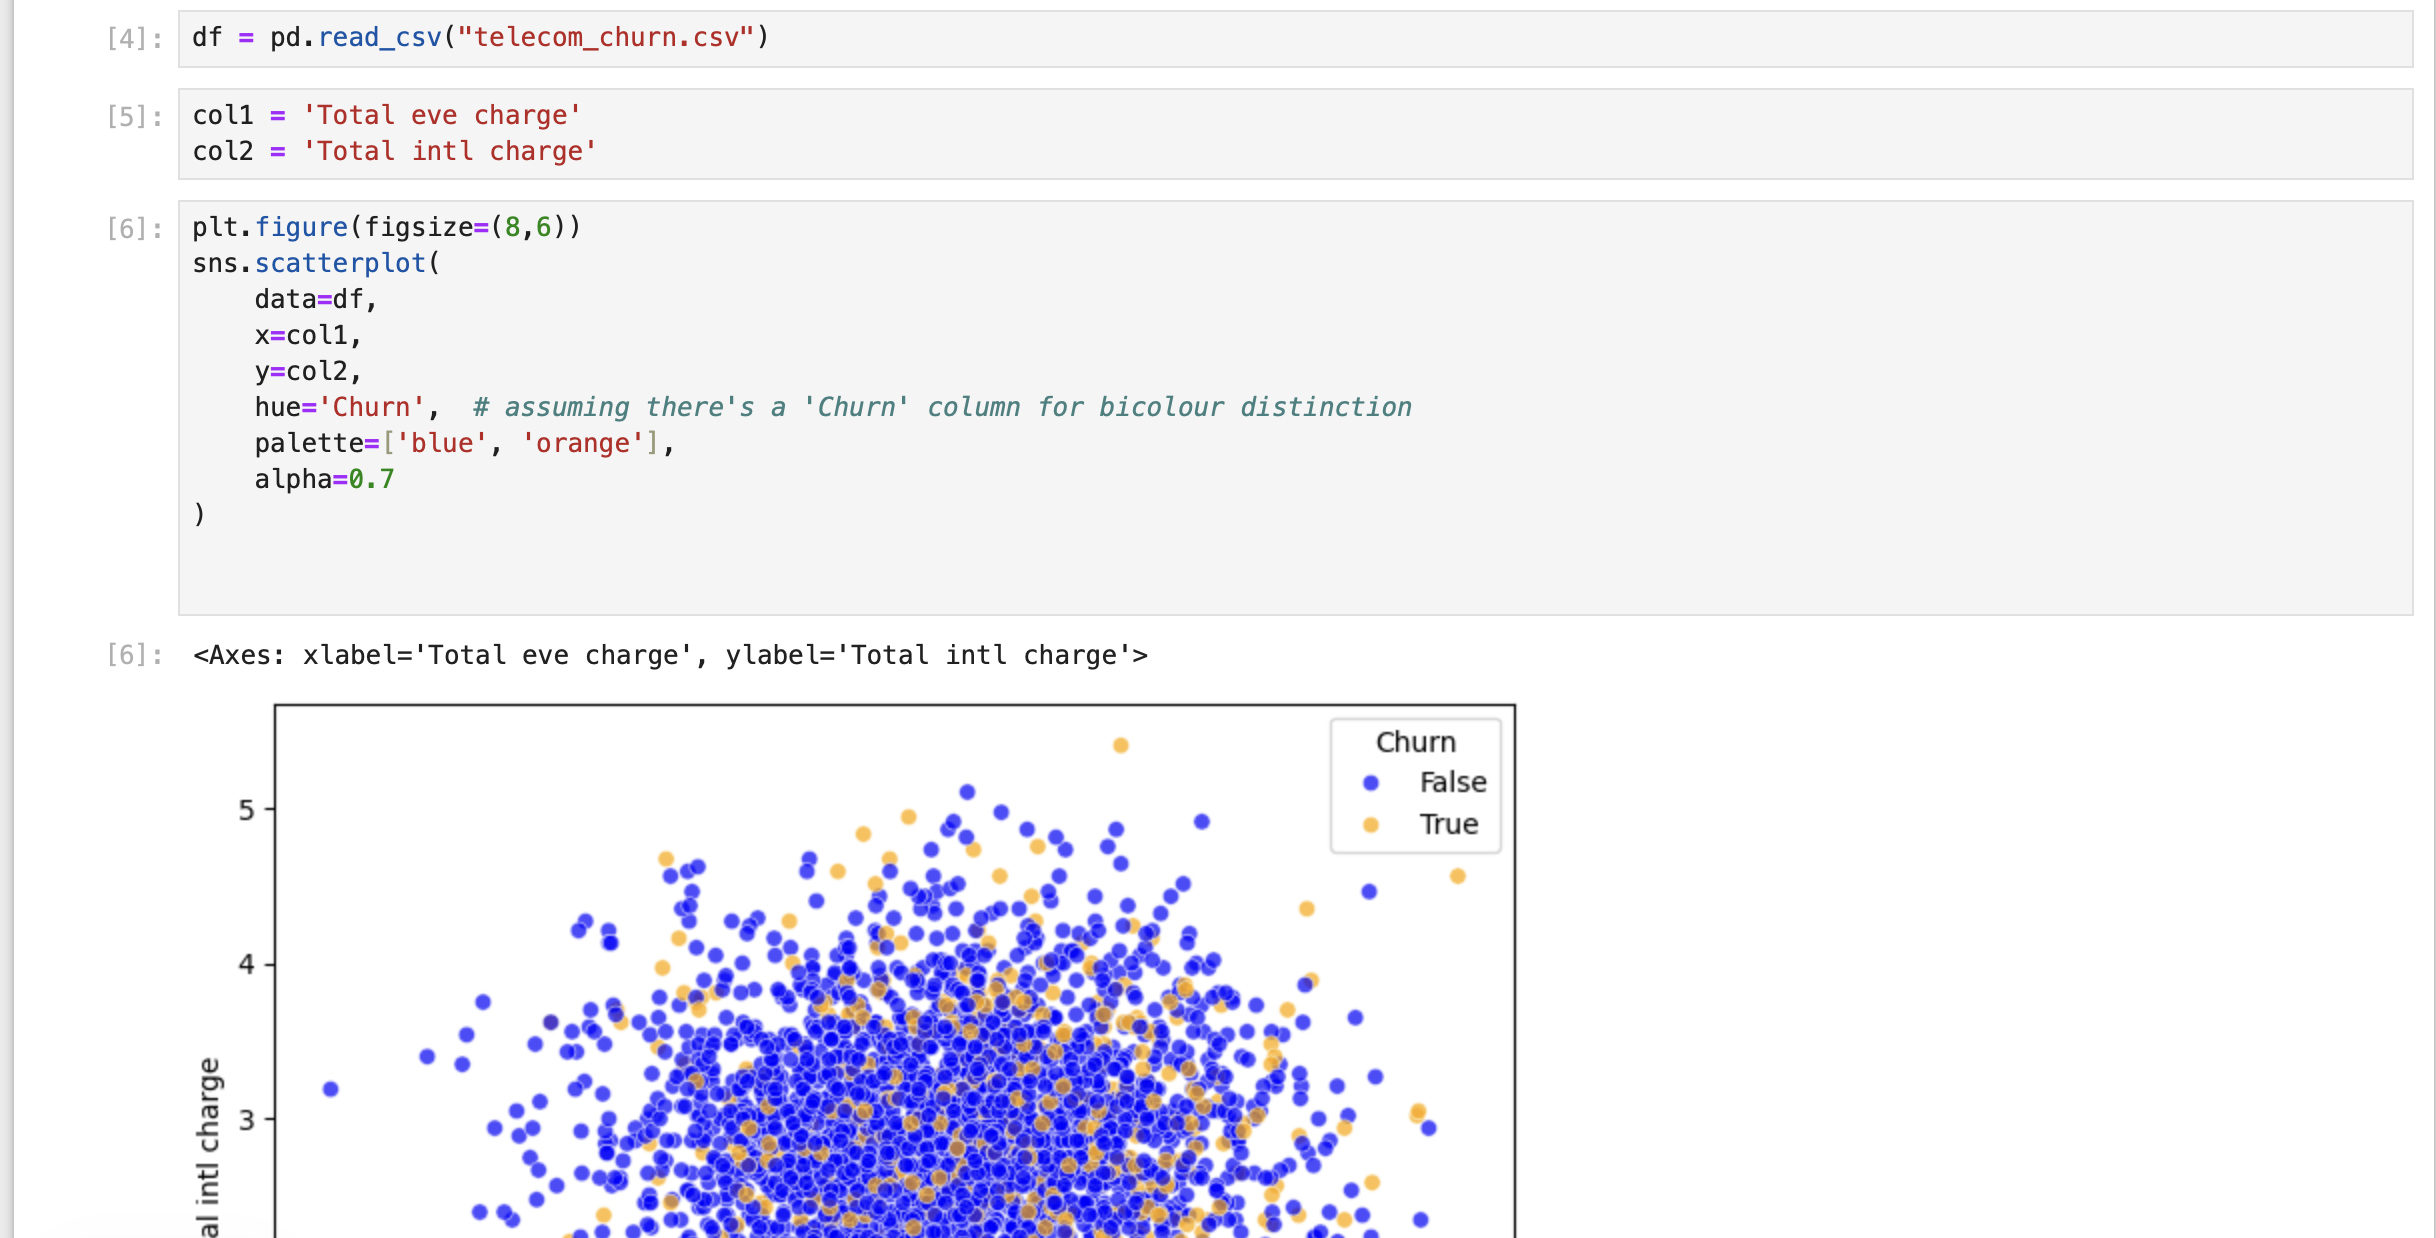 [4]: df = pd.read_csv("telecom_churn.csv")
[5]: col1 = 'Total eve charge'
col2 = 'Total intl charge'
[6]: plt.figure(figsize=(8,6))
sns.scatterplot(
    data=df,
    x=col1,
    y=col2,
    hue='Churn',  # assuming there's a 'Churn' column for bicolour distinction
    palette=['blue', 'orange'],
    alpha=0.7
)
[6]: <Axes: xlabel='Total eve charge', ylabel='Total intl charge'>
Churn
False
True
5
4
3
intl charge